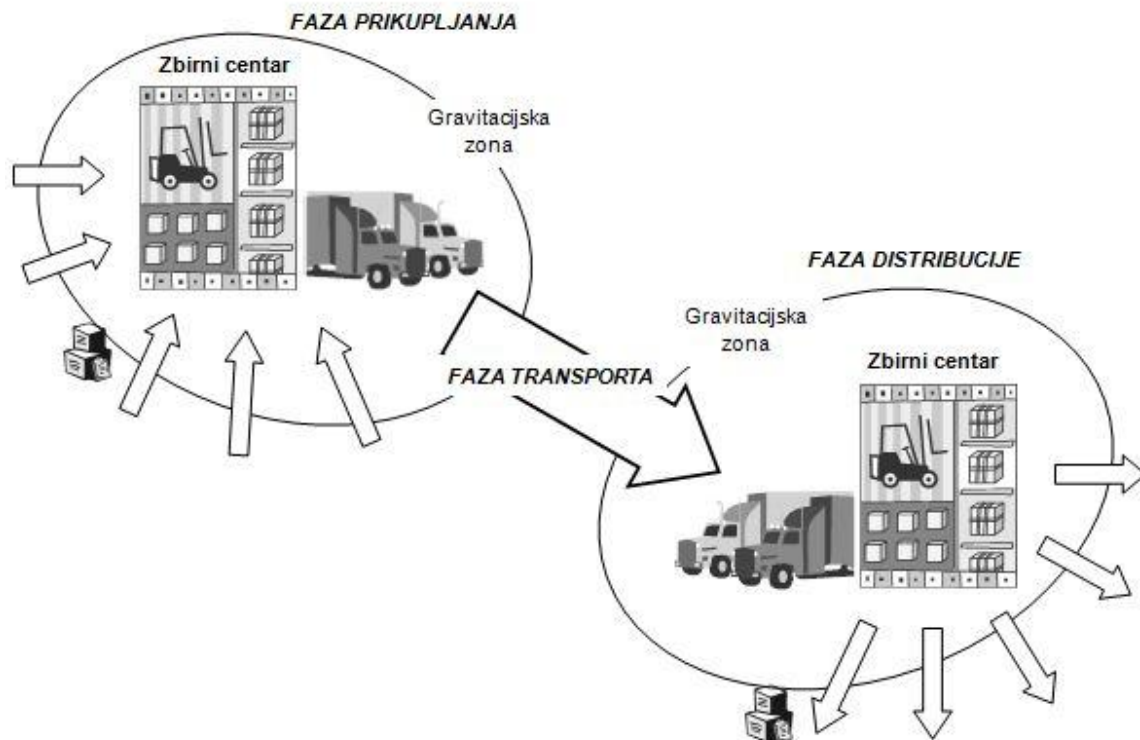 FAZA PRIKUPLJANJA
Zbirni centar
Gravitacijska
zona
FAZA DISTRIBUCIJE
Gravitacijska
zona
Zbirni centar
FAZA TRANSPORTA